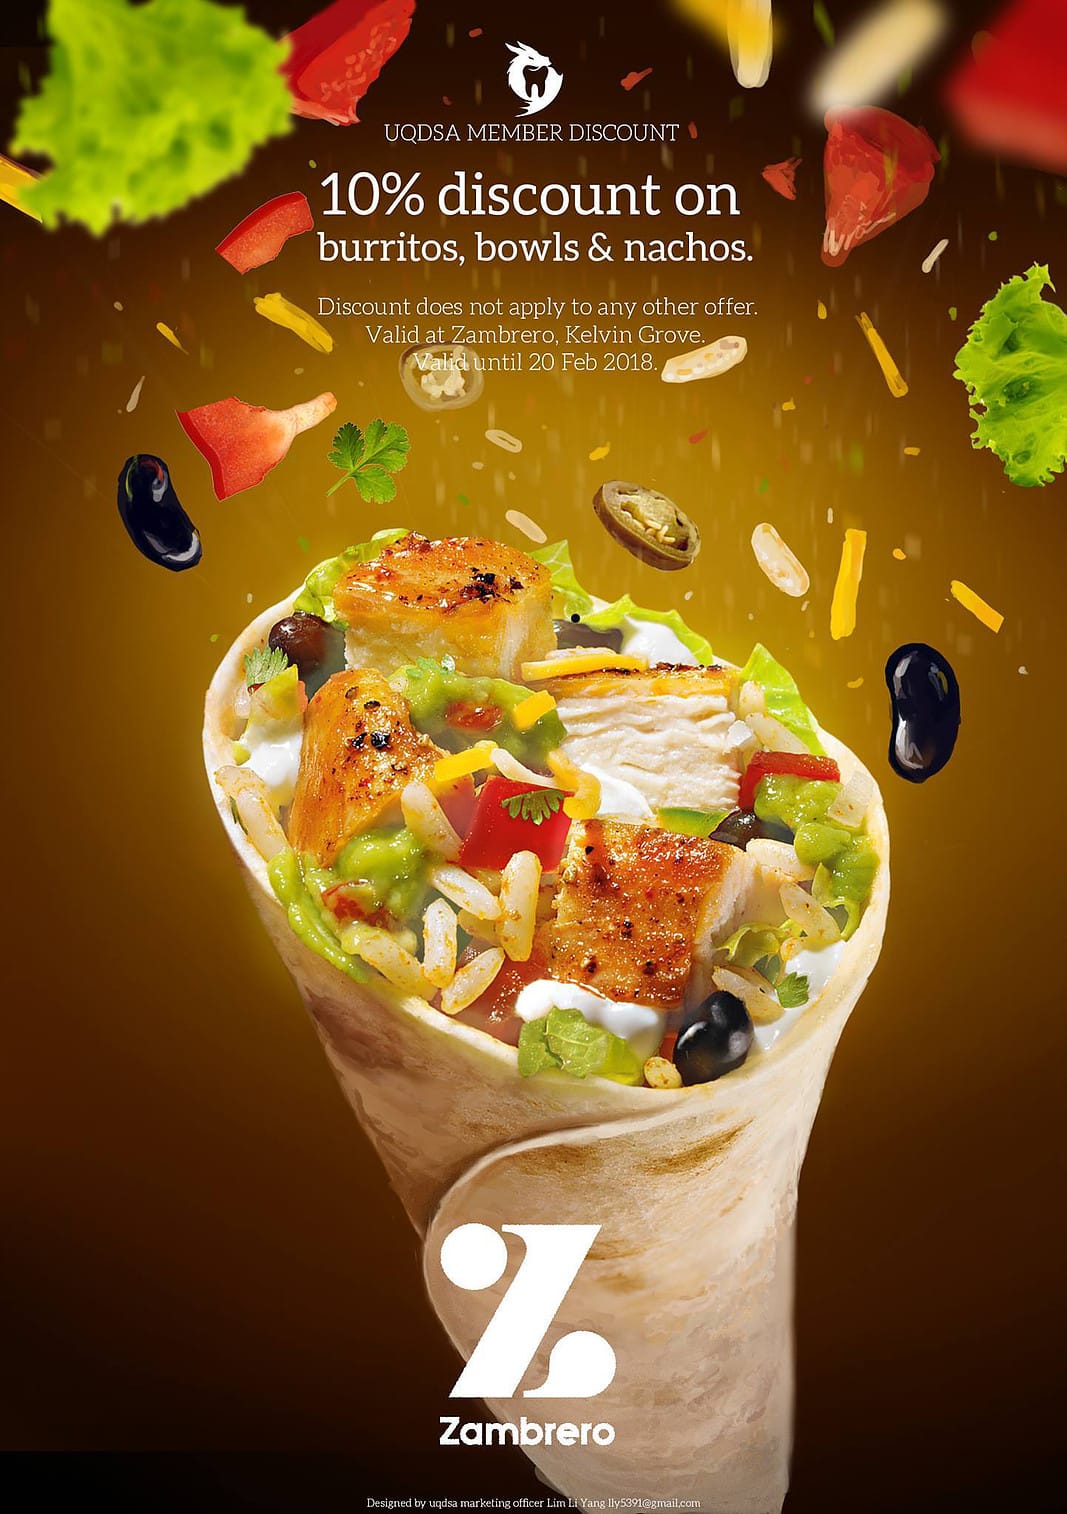 UQDSA MEMBER DISCOUNT
10% discount on
burritos, bowls & nachos.
Discount does not apply to any other offer.
Valid at Zambrero, Kelvin Grove.
Valid until 20 Feb 2018.
Z
Zambrero
Designed by uqdsa marketing officer Lim Li Yang lly5391@gmail.com